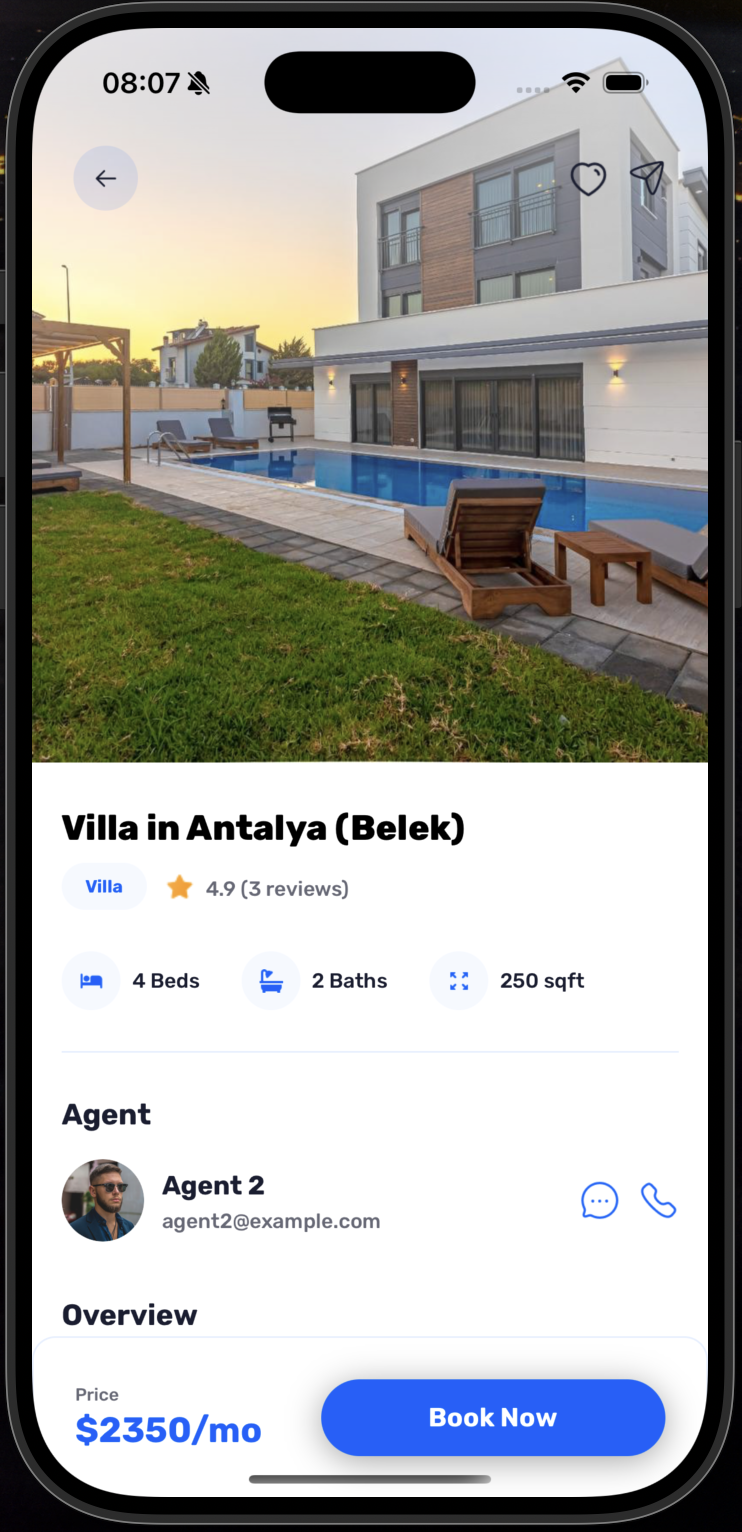 08:07
Villa in Antalya (Belek)
Villa 4.9 (3 reviews)
4 Beds 2 Baths 250 sqft
Agent
Agent 2
agent2@example.com
Overview
Price
$2350/mo
Book Now